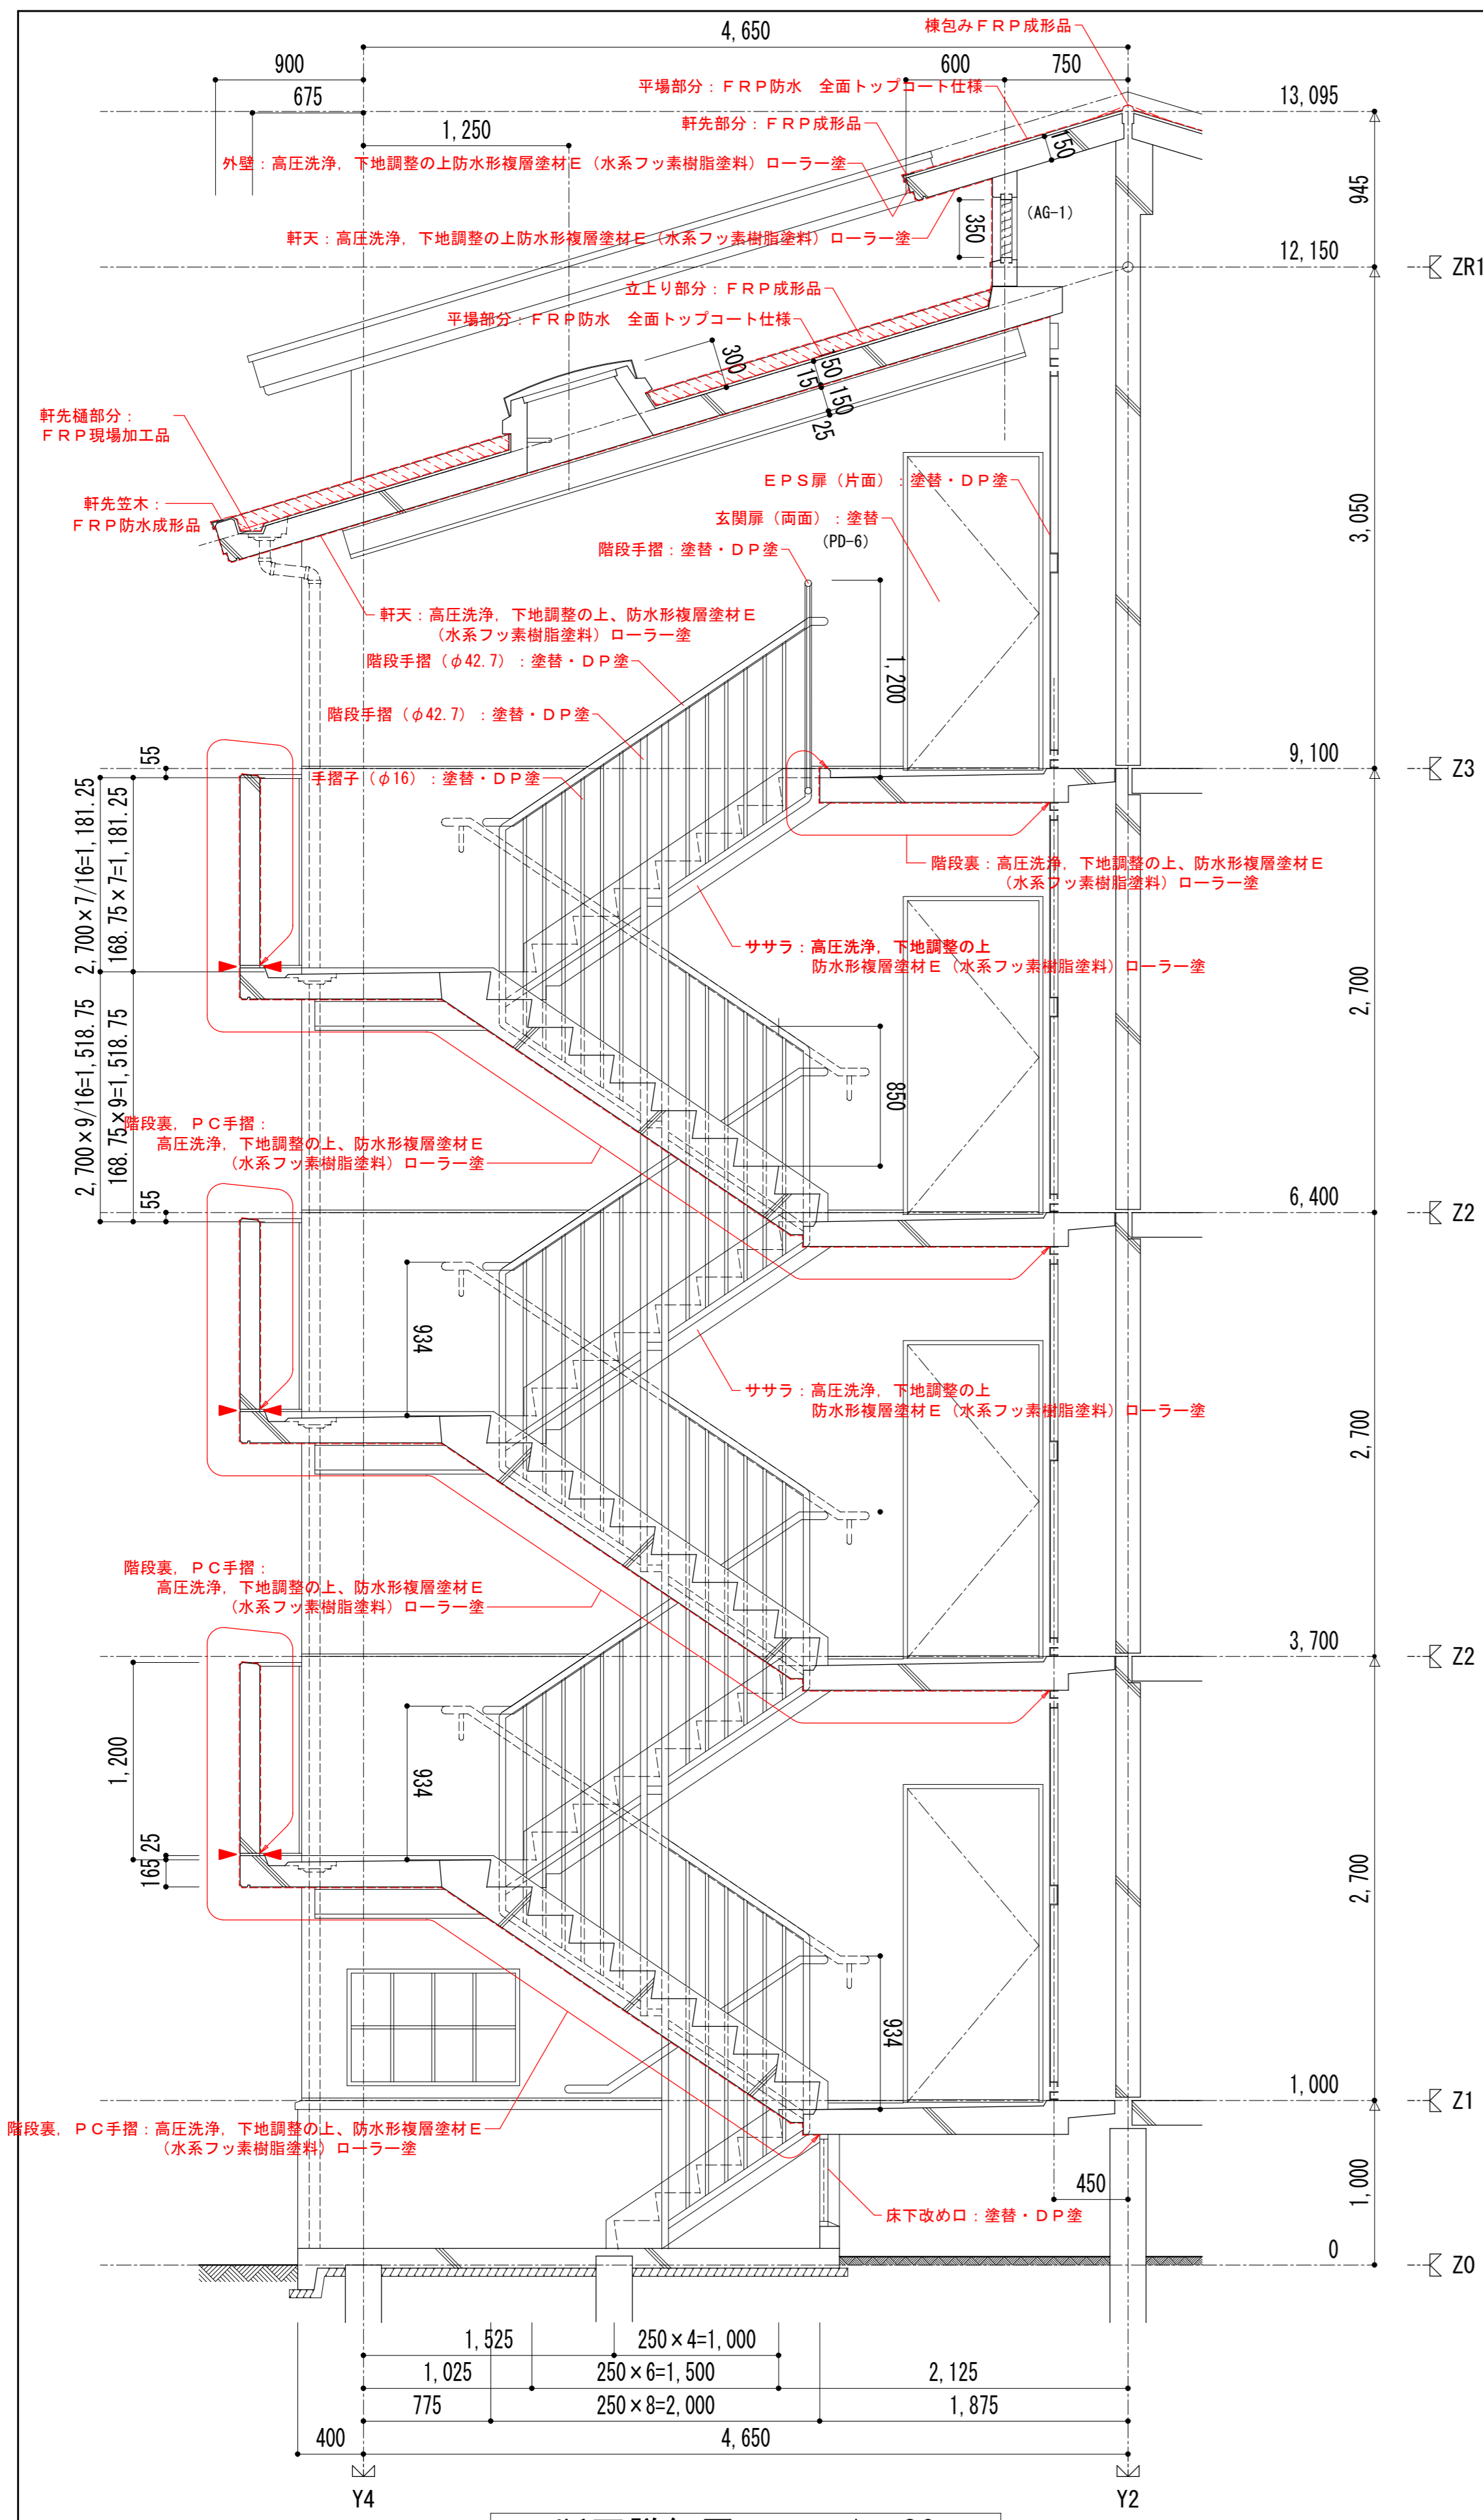 4,650
棟包みＦＲＰ成形品
900
600
750
平場部分：ＦＲＰ防水　全面トップコート仕様
675
13,095
軒先部分：ＦＲＰ成形品
1,250
150
外壁：高圧洗浄，下地調整の上防水形複層塗材Ｅ（水系フッ素樹脂塗料）ローラー塗
945
(AG-1)
350
軒天：高圧洗浄，下地調整の上防水形複層塗材Ｅ（水系フッ素樹脂塗料）ローラー塗
12,150
ZR1
立上り部分：ＦＲＰ成形品
平場部分：ＦＲＰ防水　全面トップコート仕様
300
150
15
150
25
軒先樋部分：
ＦＲＰ現場加工品
ＥＰＳ扉（片面）：塗替・ＤＰ塗
軒先笠木：
ＦＲＰ防水成形品
玄関扉（両面）：塗替
(PD-6)
3,050
階段手摺：塗替・ＤＰ塗
軒天：高圧洗浄，下地調整の上、防水形複層塗材Ｅ
（水系フッ素樹脂塗料）ローラー塗
階段手摺（φ42.7）：塗替・ＤＰ塗
1,200
階段手摺（φ42.7）：塗替・ＤＰ塗
55
9,100
Z3
手摺子（φ16）：塗替・ＤＰ塗
2,700×7/16=1,181.25
168.75×7=1,181.25
階段裏：高圧洗浄，下地調整の上、防水形複層塗材Ｅ
（水系フッ素樹脂塗料）ローラー塗
ササラ：高圧洗浄，下地調整の上
防水形複層塗材Ｅ（水系フッ素樹脂塗料）ローラー塗
2,700
2,700×9/16=1,518.75
168.75×9=1,518.75
850
階段裏，ＰＣ手摺：
高圧洗浄，下地調整の上、防水形複層塗材Ｅ
（水系フッ素樹脂塗料）ローラー塗
55
6,400
Z2
934
ササラ：高圧洗浄，下地調整の上
防水形複層塗材Ｅ（水系フッ素樹脂塗料）ローラー塗
2,700
階段裏，ＰＣ手摺：
高圧洗浄，下地調整の上、防水形複層塗材Ｅ
（水系フッ素樹脂塗料）ローラー塗
3,700
Z2
1,200
934
25
165
2,700
934
1,000
Z1
階段裏，ＰＣ手摺：高圧洗浄，下地調整の上、防水形複層塗材Ｅ
（水系フッ素樹脂塗料）ローラー塗
450
1,000
床下改め口：塗替・ＤＰ塗
0
Z0
1,525
250×4=1,000
1,025
250×6=1,500
2,125
775
250×8=2,000
1,875
400
4,650
Y4
Y2